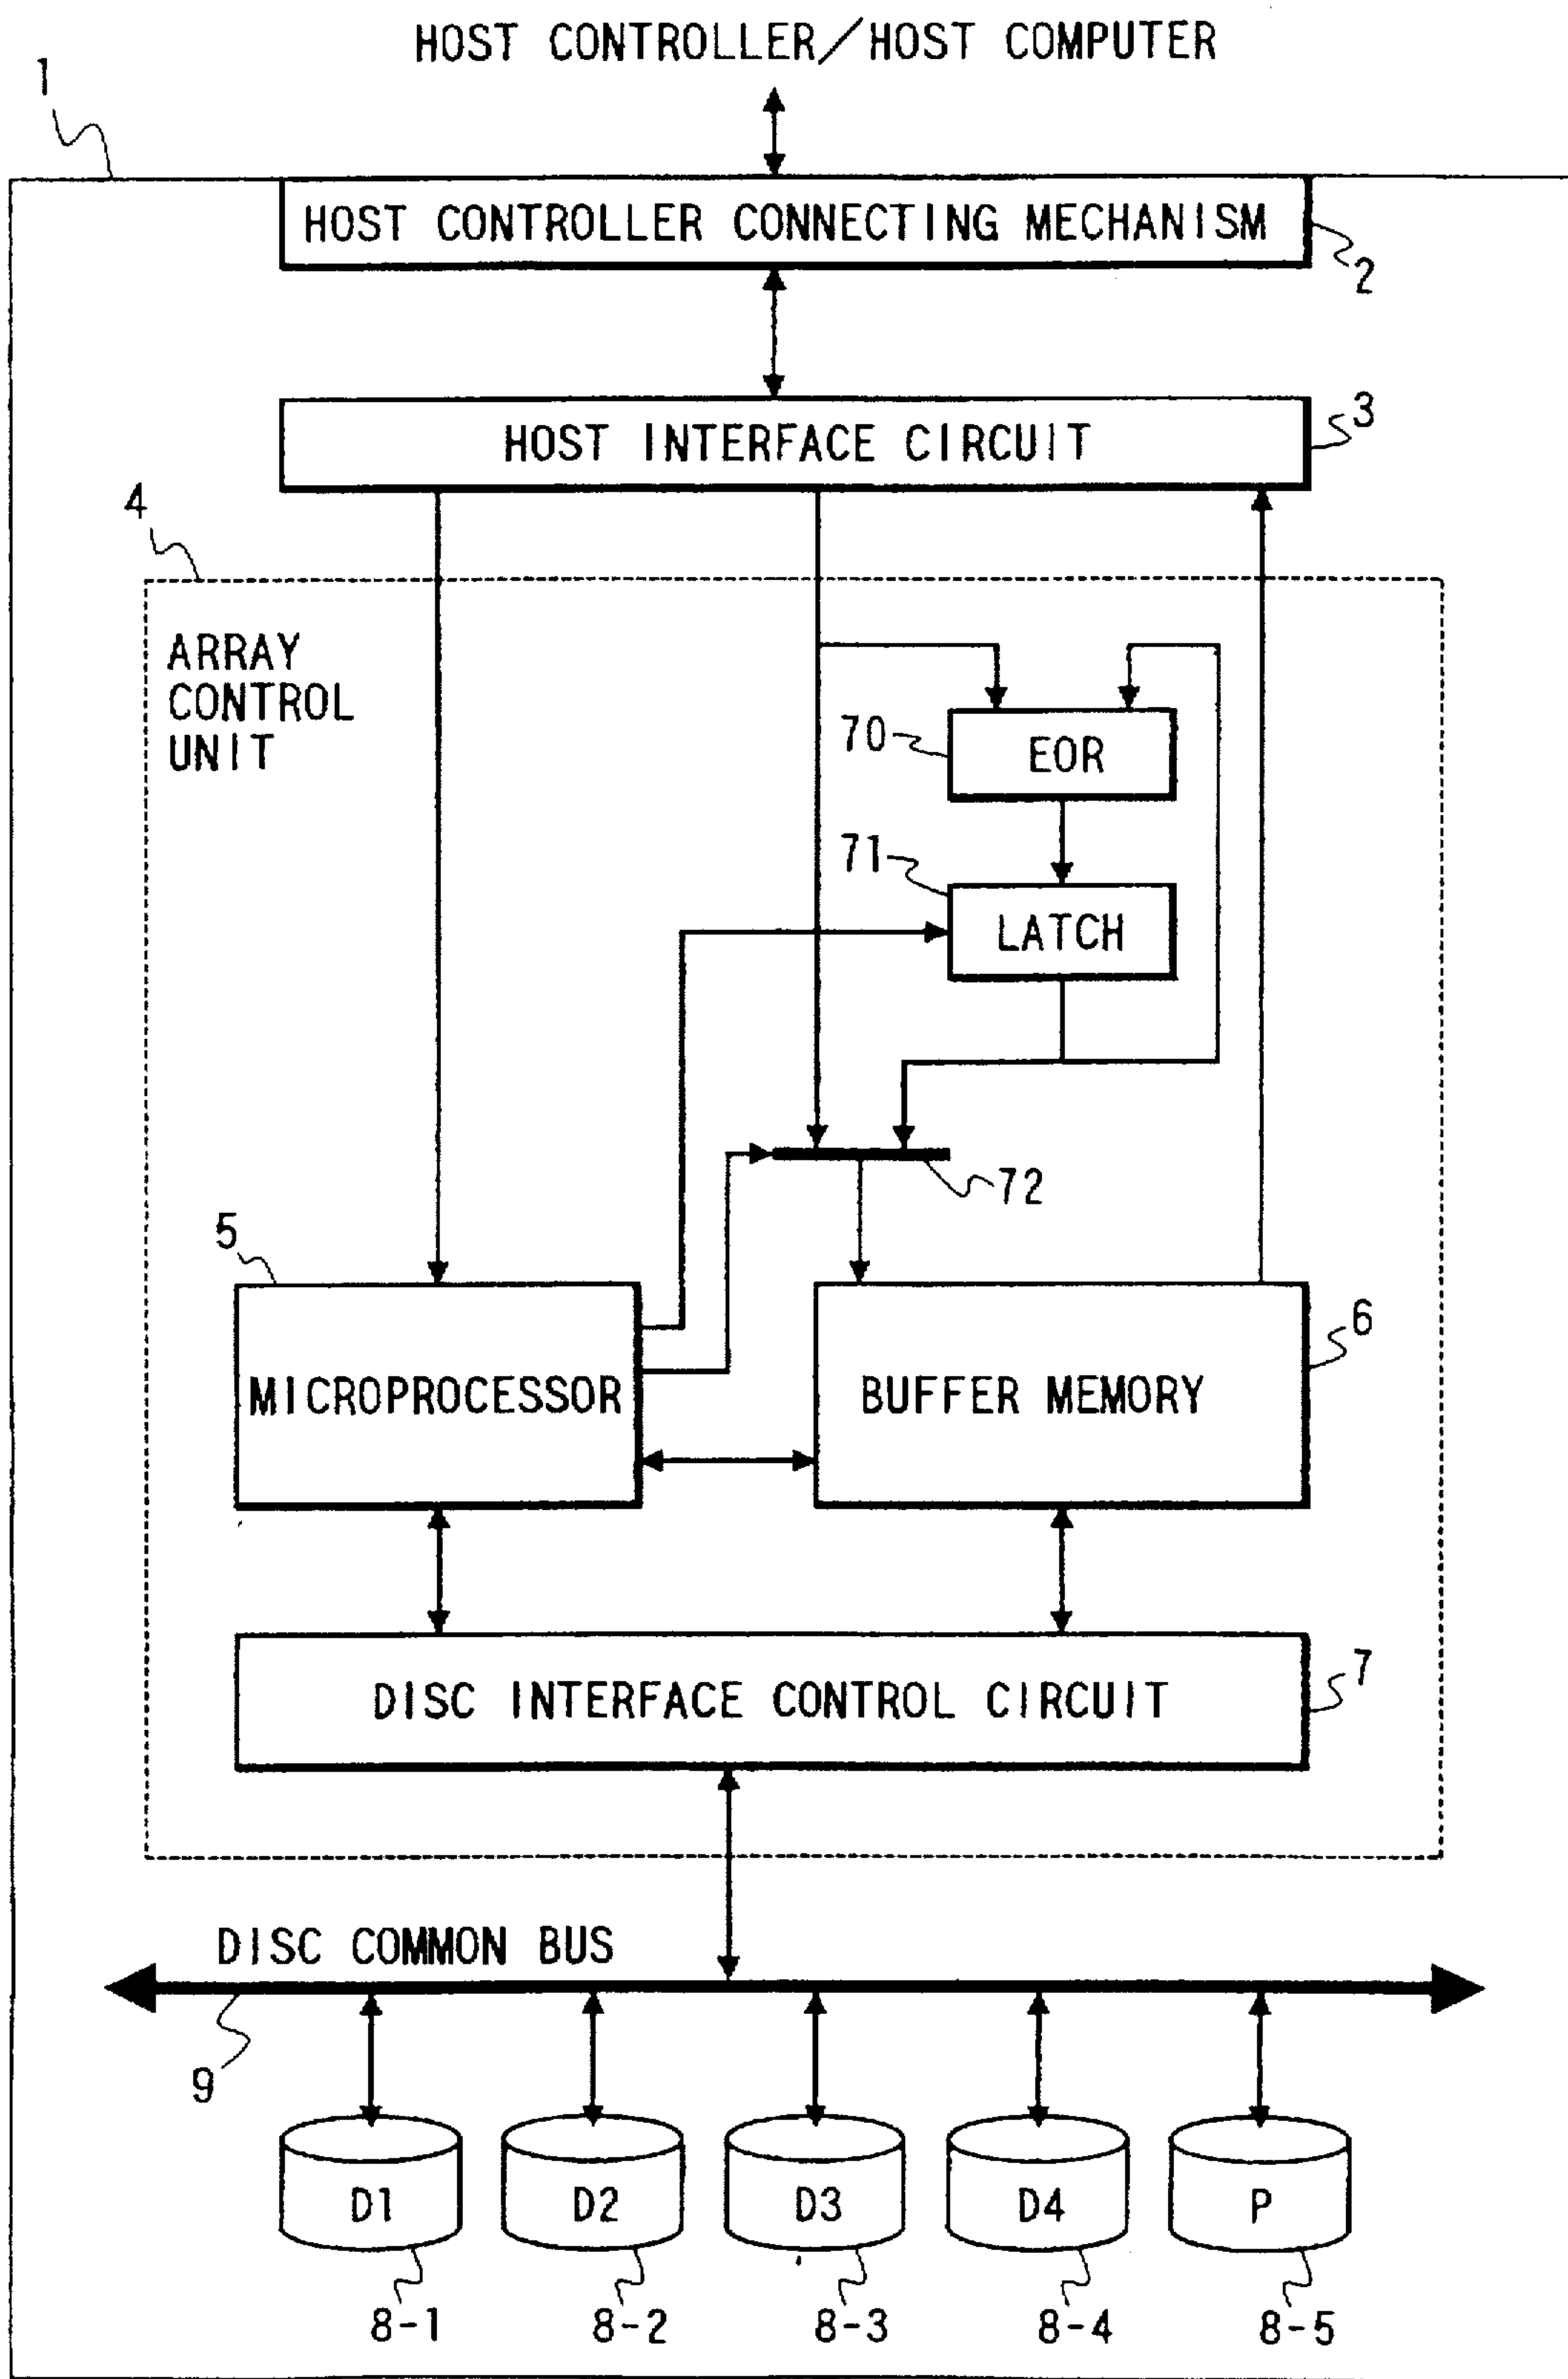 HOST CONTROLLER/HOST COMPUTER
1
HOST CONTROLLER CONNECTING MECHANISM
2
HOST INTERFACE CIRCUIT
3
4
ARRAY
CONTROL
UNIT
70
EOR
71
LATCH
72
5
MICROPROCESSOR
BUFFER MEMORY
6
DISC INTERFACE CONTROL CIRCUIT
7
DISC COMMON BUS
9
D1
D2
D3
D4
P
8-1
8-2
8-3
8-4
8-5